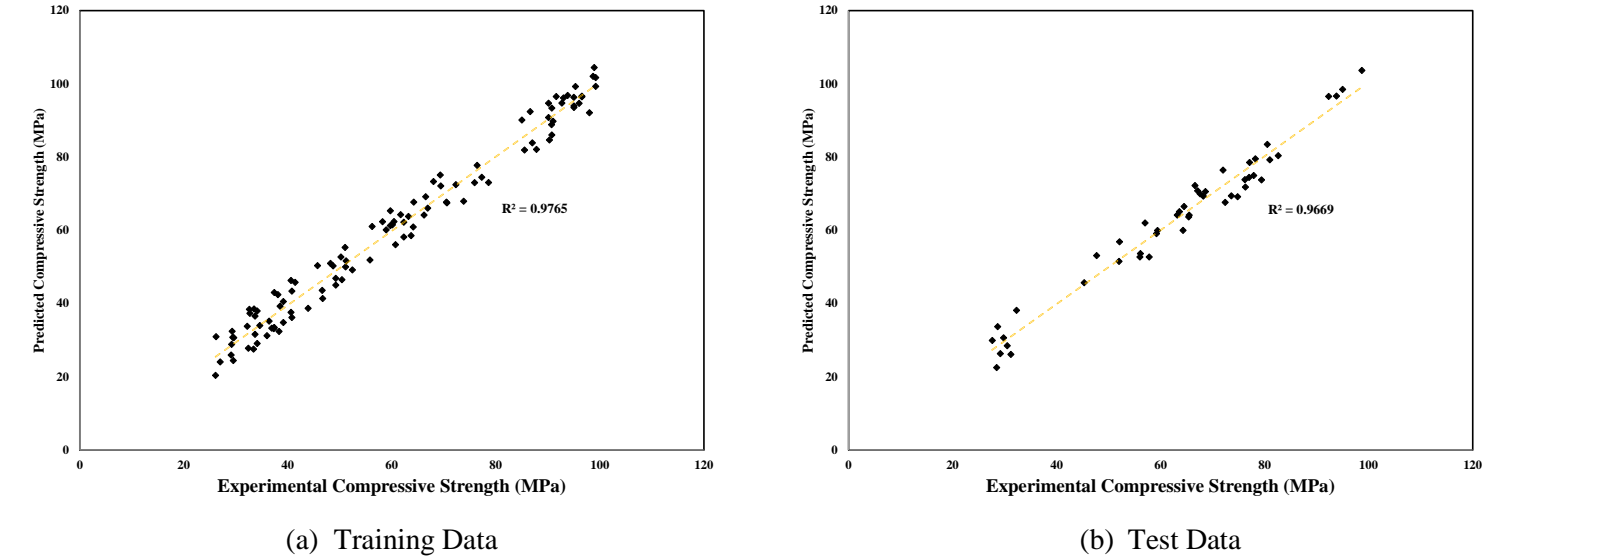 120
100
80
60
40
20
0
Predicted Compressive Strength (MPa)
R² = 0.9765
0 20 40 60 80 100 120
Experimental Compressive Strength (MPa)
(a) Training Data
120
100
80
60
40
20
0
Predicted Compressive Strength (MPa)
R² = 0.9669
0 20 40 60 80 100 120
Experimental Compressive Strength (MPa)
(b) Test Data